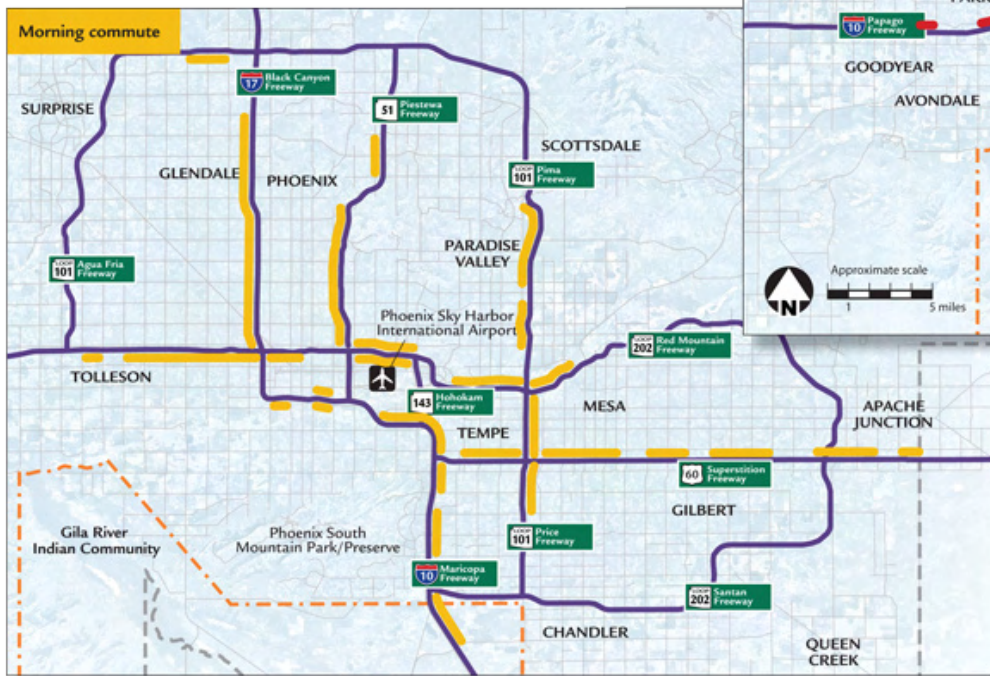 Morning commute
17
Black Canyon
Freeway
SURPRISE
51
Piestewa
Freeway
SCOTTSDALE
GLENDALE
PHOENIX
LOOP
101
Pima
Freeway
PARADISE
VALLEY
LOOP
101
Agua Fria
Freeway
Phoenix Sky Harbor
International Airport
LOOP
202
Red Mountain
Freeway
TOLLESON
143
Hohokam
Freeway
MESA
APACHE
JUNCTION
TEMPE
60
Superstition
Freeway
GILBERT
Gila River
Indian Community
Phoenix South
Mountain Park/Preserve
LOOP
101
Price
Freeway
10
Maricopa
Freeway
LOOP
202
Santan
Freeway
CHANDLER
QUEEN
CREEK
10
Papago
Freeway
GOODYEAR
AVONDALE
Approximate scale
1
5 miles
N